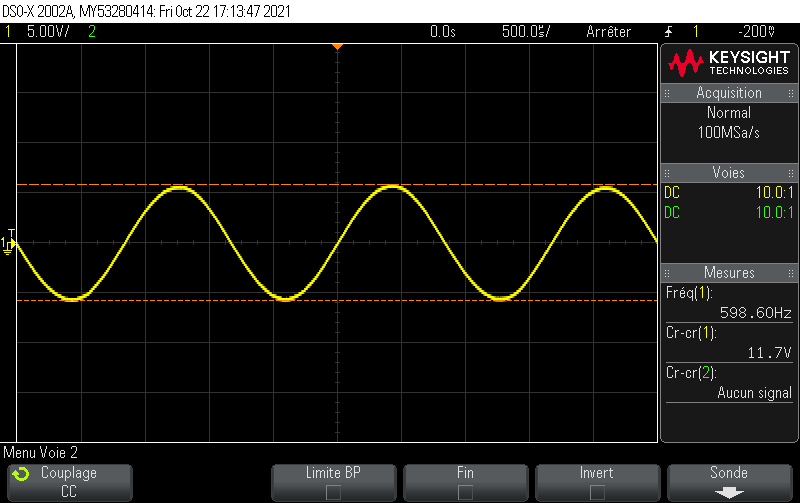 DSO-X 2002A, MY53280414: Fri Oct 22 17:13:47 2021
1 5.00V/ 2 0.0s 500.0µs/ Arrêter 1 -200mV
KEYSIGHT
TECHNOLOGIES
Acquisition
Normal
100MSa/s
Voies
DC 10.0:1
DC 10.0:1
T
1
Mesures
Fréq(1):
598.60Hz
Cr-cr(1):
11.7V
Cr-cr(2):
Aucun signal
Menu Voie 2
Couplage
CC
Limite BP
Fin
Invert
Sonde